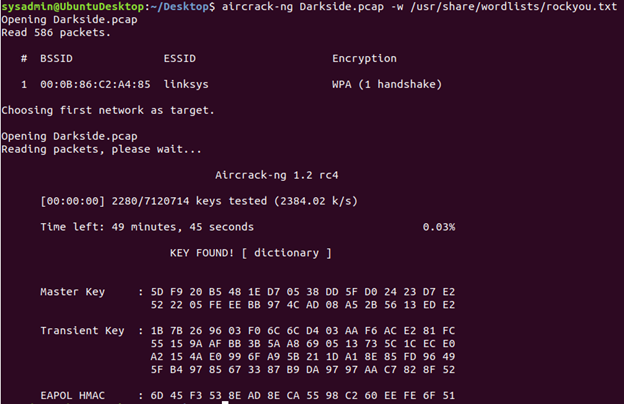 sysadmin@UbuntuDesktop:~/Desktop$ aircrack-ng Darkside.pcap -w /usr/share/wordlists/rockyou.txt
Opening Darkside.pcap
Read 586 packets.
# BSSID ESSID Encryption
1 00:0B:86:C2:A4:85 linksys WPA (1 handshake)
Choosing first network as target.
Opening Darkside.pcap
Reading packets, please wait...
Aircrack-ng 1.2 rc4
[00:00:00] 2280/7120714 keys tested (2384.02 k/s)
Time left: 49 minutes, 45 seconds 0.03%
KEY FOUND! [ dictionary ]
Master Key : 5D F9 20 B5 48 1E D7 05 38 DD 5F D0 24 23 D7 E2
52 22 05 FE EE BB 97 4C AD 08 A5 2B 56 13 ED E2
Transient Key : 1B 7B 26 96 03 F0 6C 6C D4 03 AA F6 AC E2 81 FC
55 15 9A AF BB 3B 5A A8 69 05 13 73 5C 1C EC E0
A2 15 4A E0 99 6F A9 5B 21 1D A1 8E 85 FD 96 49
5F B4 97 85 67 33 87 B9 DA 97 97 AA C7 82 8F 52
EAPOL HMAC : 6D 45 F3 53 8E AD 8E CA 55 98 C2 60 EE FE 6F 51